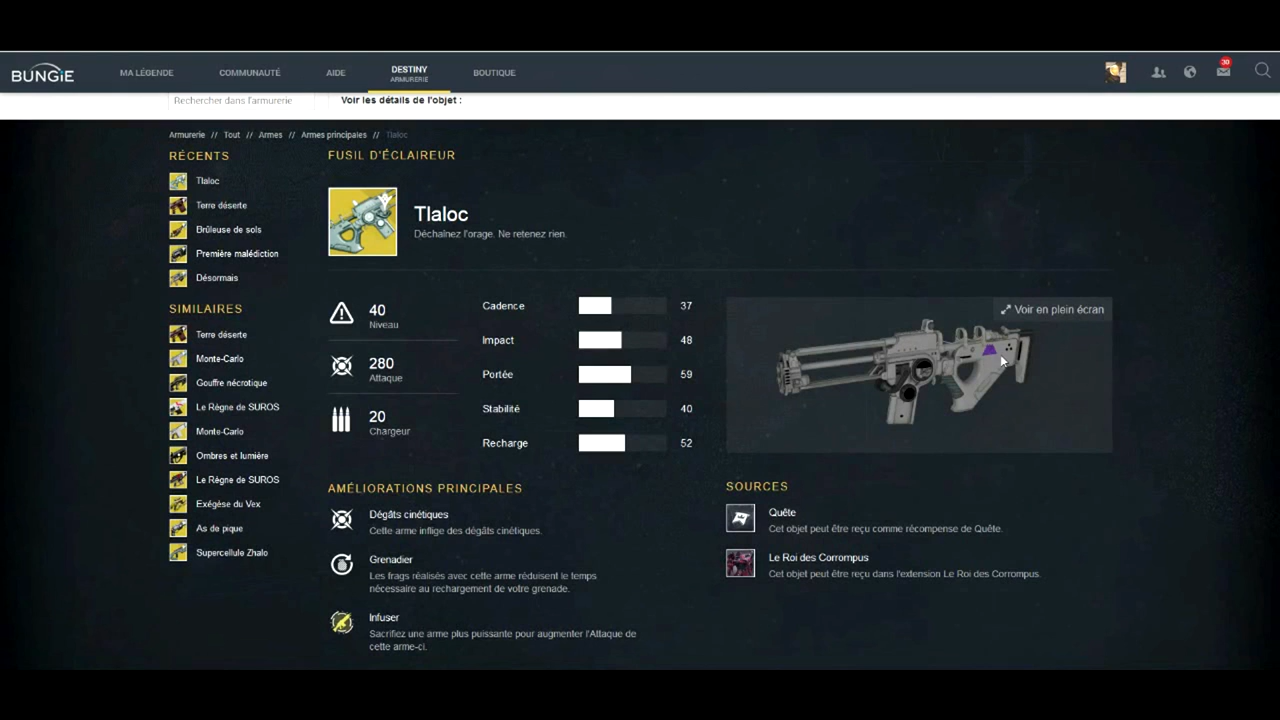 BUNGiE
MA LÉGENDE
COMMUNAUTÉ
AIDE
DESTINY
ARMURERIE
BOUTIQUE
30
Rechercher dans l'armurerie
Voir les détails de l'objet :
Armurerie // Tout // Armes // Armes principales // Tlaloc
RÉCENTS
Tlaloc
Terre déserte
Brûleuse de sols
Première malédiction
Désormais
SIMILAIRES
Terre déserte
Monte-Carlo
Gouffre nécrotique
Le Règne de SUROS
Monte-Carlo
Ombres et lumière
Le Règne de SUROS
Exégèse du Vex
As de pique
Supercellule Zhalo
FUSIL D'ÉCLAIREUR
Tlaloc
Déchaînez l'orage. Ne retenez rien.
40
Niveau
280
Attaque
20
Chargeur
Cadence 37
Impact 48
Portée 59
Stabilité 40
Recharge 52
Voir en plein écran
AMÉLIORATIONS PRINCIPALES
Dégâts cinétiques
Cette arme inflige des dégâts cinétiques.
Grenadier
Les frags réalisés avec cette arme réduisent le temps
nécessaire au rechargement de votre grenade.
Infuser
Sacrifiez une arme plus puissante pour augmenter l'Attaque de
cette arme-ci.
SOURCES
Quête
Cet objet peut être reçu comme récompense de Quête.
Le Roi des Corrompus
Cet objet peut être reçu dans l'extension Le Roi des Corrompus.